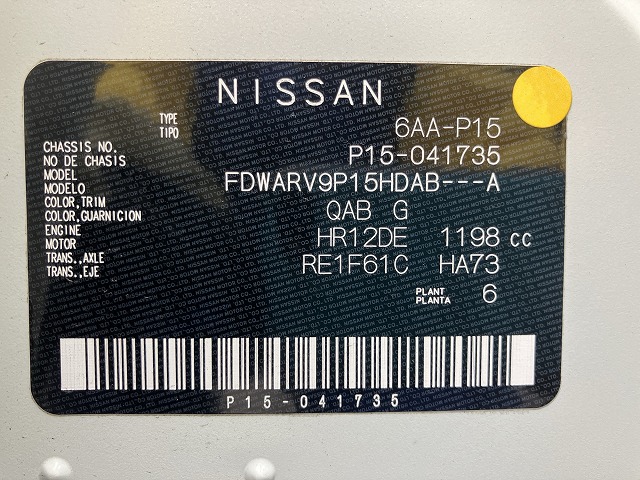 NISSAN
TYPE
TIPO 6AA-P15
CHASSIS NO.
NO DE CHASIS P15-041735
MODEL
MODELO FDWARV9P15HDAB---A
COLOR,TRIM
COLOR,GUARNICION QAB G
ENGINE
MOTOR HR12DE 1198 cc
TRANS.,AXLE
TRANS.,EJE RE1F61C HA73
PLANT
PLANTA 6
P15-041735